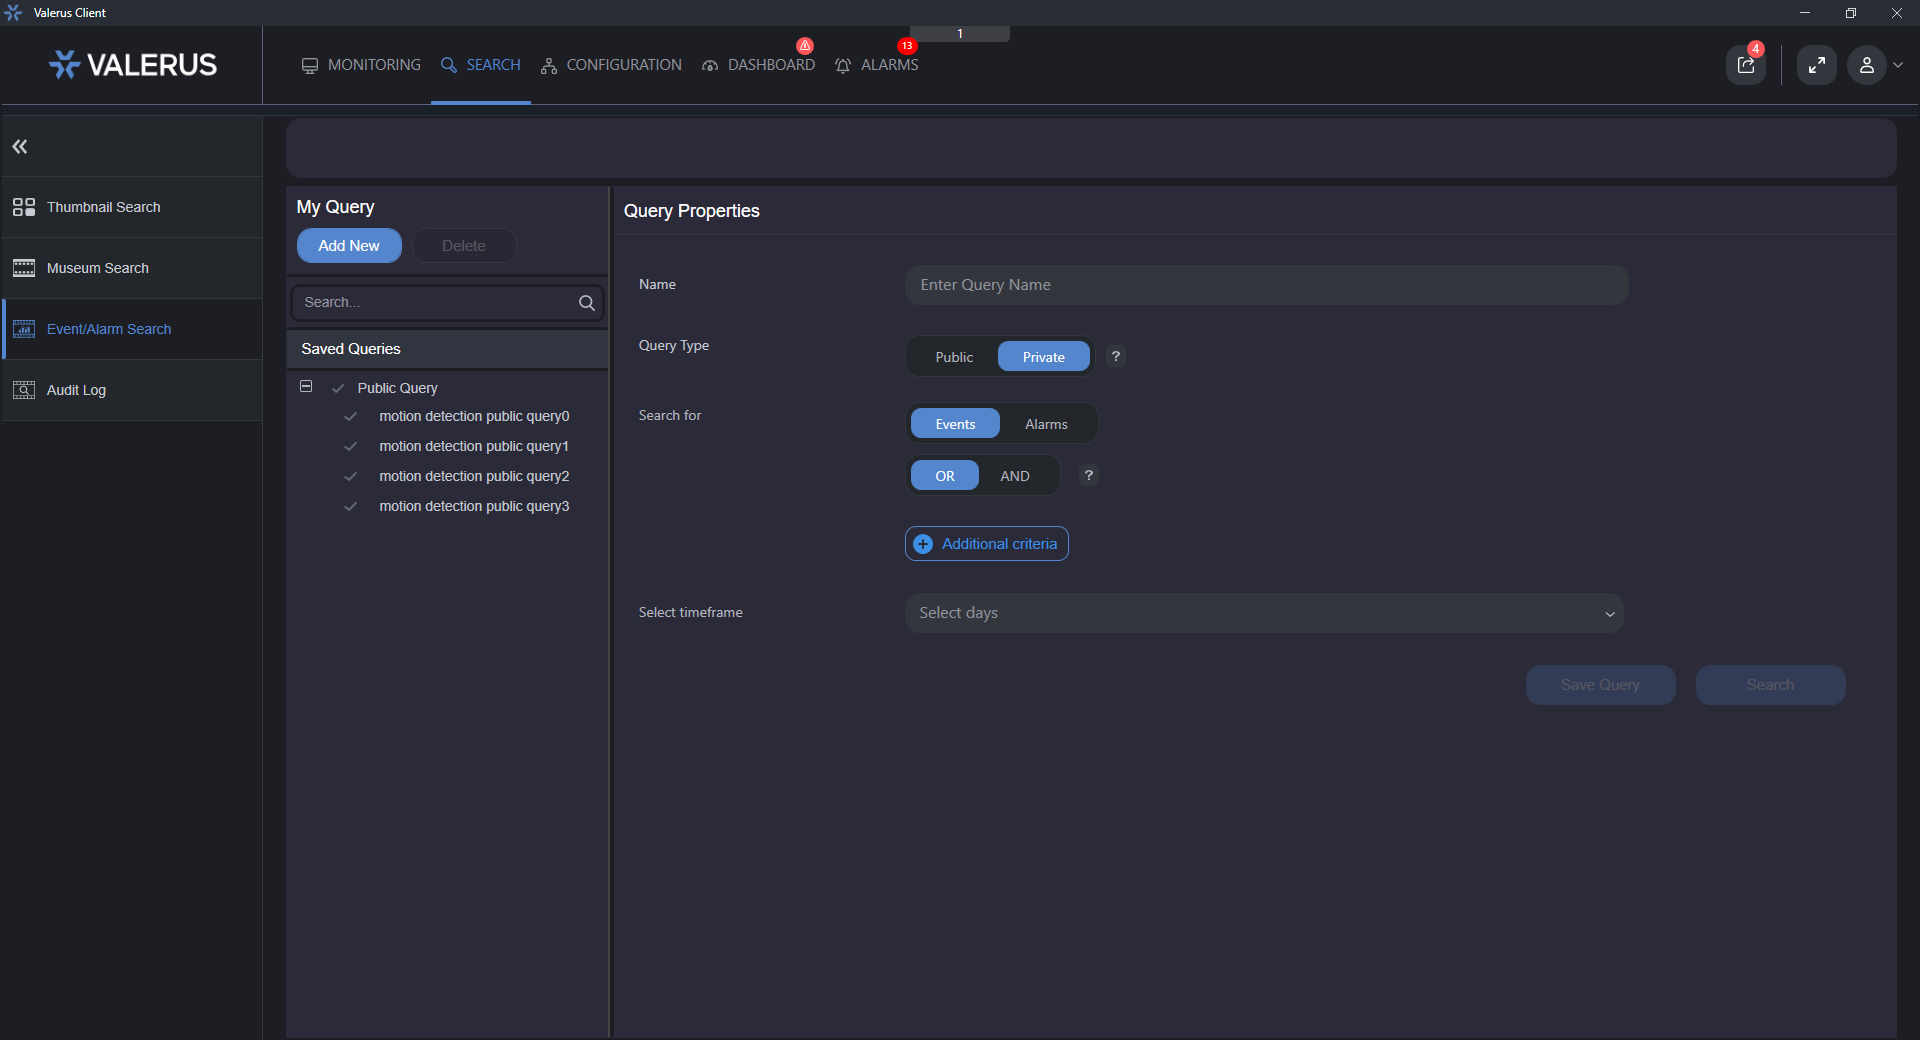 Valerus Client
1
VALERUS
MONITORING
SEARCH
CONFIGURATION
DASHBOARD
13
ALARMS
4
Thumbnail Search
Museum Search
Event/Alarm Search
Audit Log
My Query
Add New
Delete
Search...
Saved Queries
Public Query
motion detection public query0
motion detection public query1
motion detection public query2
motion detection public query3
Query Properties
Name
Enter Query Name
Query Type
Public
Private
?
Search for
Events
Alarms
OR
AND
?
Additional criteria
Select timeframe
Select days
Save Query
Search